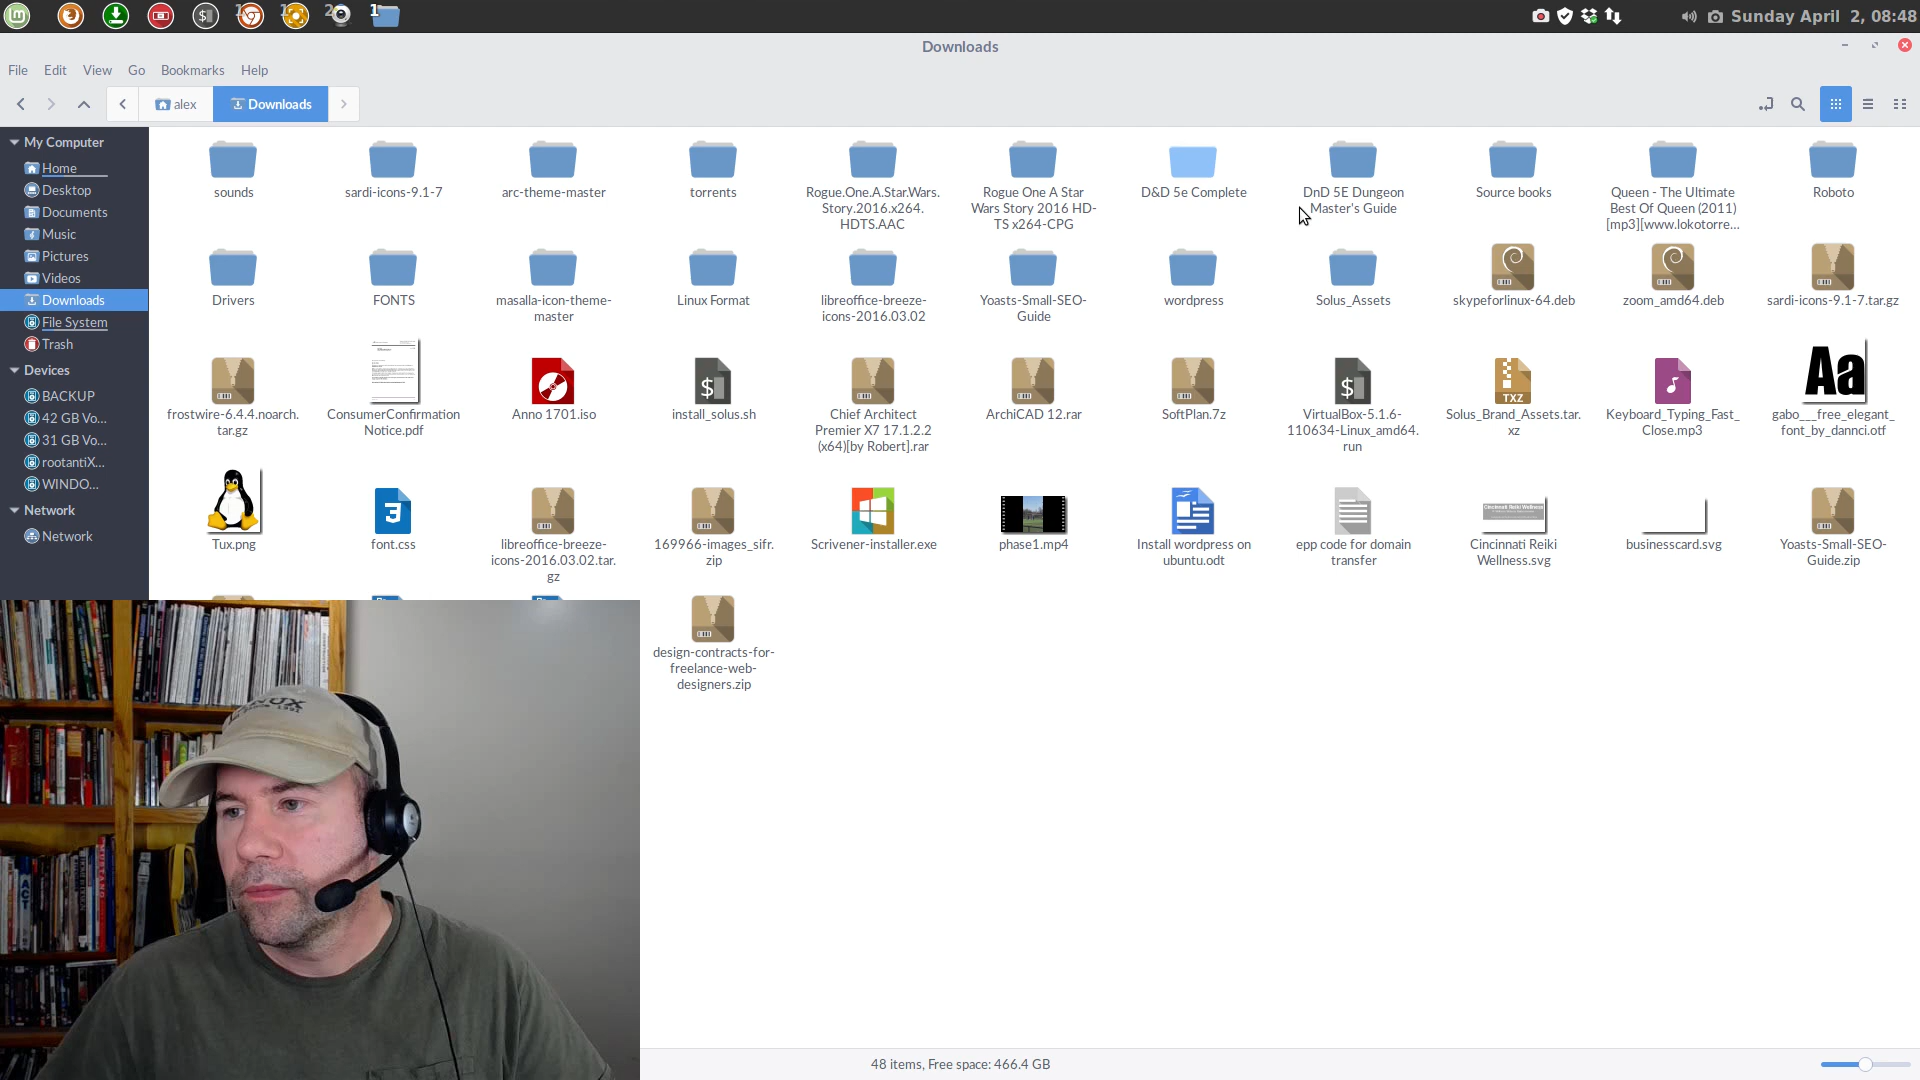 Sunday April 2, 08:48
Downloads
File Edit View Go Bookmarks Help
alex
Downloads
My Computer
Home
Desktop
Documents
Music
Pictures
Videos
Downloads
File System
Trash
Devices
BACKUP
42 GB Vo...
31 GB Vo...
rootantiX...
WINDO...
Network
Network
sounds
sardi-icons-9.1-7
arc-theme-master
torrents
Rogue.One.A.Star.Wars.
Story.2016.x264.
HDTS.AAC
Rogue One A Star
Wars Story 2016 HD-
TS x264-CPG
D&D 5e Complete
DnD 5E Dungeon
Master's Guide
Source books
Queen - The Ultimate
Best Of Queen (2011)
[mp3][www.lokotorre...
Roboto
Drivers
FONTS
masalla-icon-theme-
master
Linux Format
libreoffice-breeze-
icons-2016.03.02
Yoasts-Small-SEO-
Guide
wordpress
Solus_Assets
skypeforlinux-64.deb
zoom_amd64.deb
sardi-icons-9.1-7.tar.gz
frostwire-6.4.4.noarch.
tar.gz
ConsumerConfirmation
Notice.pdf
Anno 1701.iso
install_solus.sh
Chief Architect
Premier X7 17.1.2.2
(x64)[by Robert].rar
ArchiCAD 12.rar
SoftPlan.7z
VirtualBox-5.1.6-
110634-Linux_amd64.
run
TXZ
Solus_Brand_Assets.tar.
xz
Keyboard_Typing_Fast_
Close.mp3
Aa
gabo___free_elegant_
font_by_dannci.otf
Tux.png
3
font.css
libreoffice-breeze-
icons-2016.03.02.tar.
gz
169966-images_sifr.
zip
Scrivener-installer.exe
phase1.mp4
Install wordpress on
ubuntu.odt
epp code for domain
transfer
Cincinnati Reiki Wellness
Cincinnati Reiki
Wellness.svg
businesscard.svg
Yoasts-Small-SEO-
Guide.zip
design-contracts-for-
freelance-web-
designers.zip
48 items, Free space: 466.4 GB